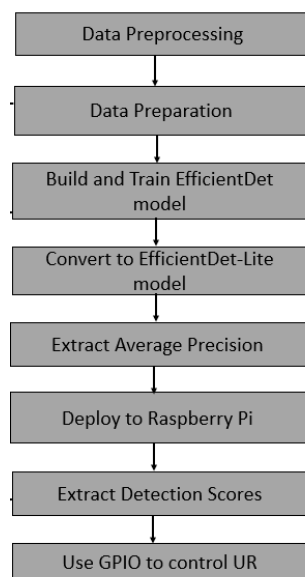 Data Preprocessing
Data Preparation
Build and Train EfficientDet
model
Convert to EfficientDet-Lite
model
Extract Average Precision
Deploy to Raspberry Pi
Extract Detection Scores
Use GPIO to control UR